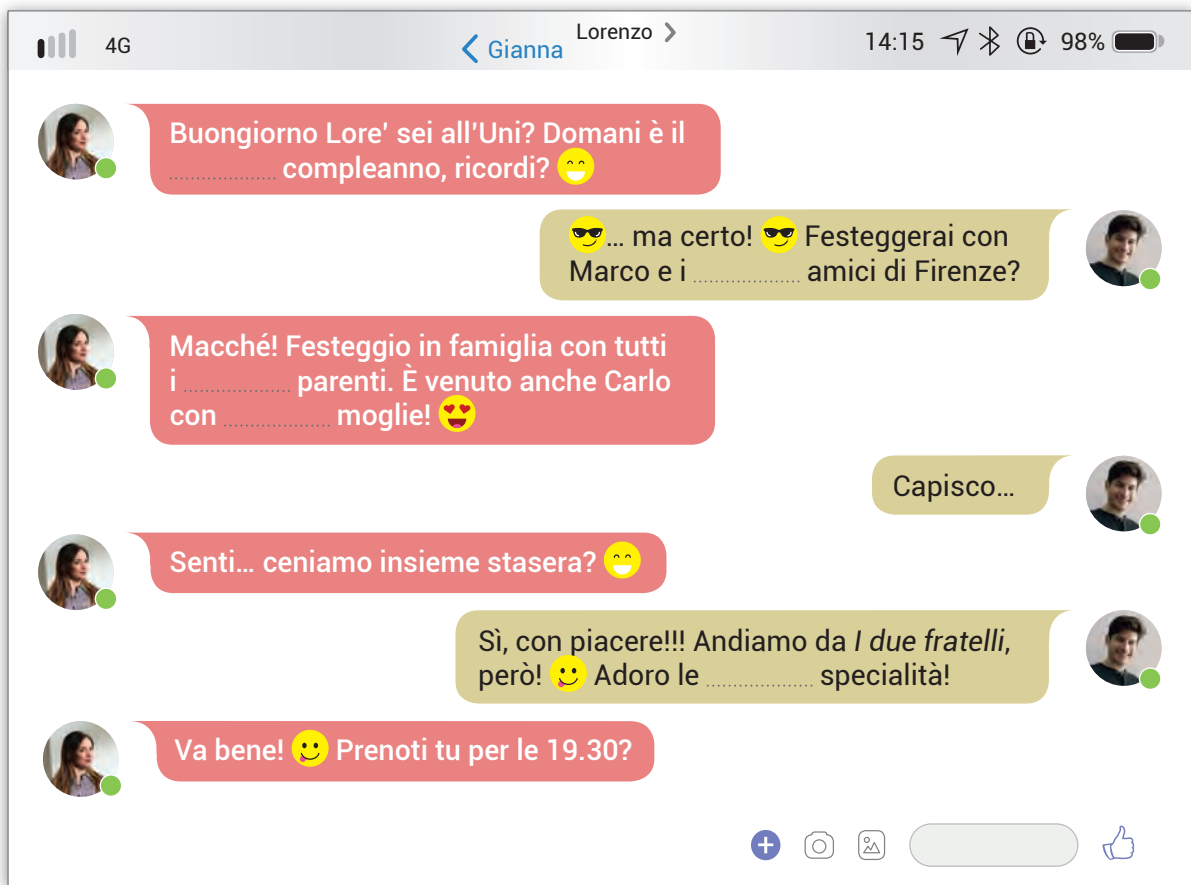 4G
Gianna
Lorenzo
14:15
98%
Buongiorno Lore' sei all'Uni? Domani è il
................... compleanno, ricordi?
... ma certo! Festeggerai con
Marco e i ................... amici di Firenze?
Macché! Festeggio in famiglia con tutti
i ................... parenti. È venuto anche Carlo
con ................... moglie!
Capisco...
Senti... ceniamo insieme stasera?
Sì, con piacere!!! Andiamo da I due fratelli,
però! Adoro le ................... specialità!
Va bene! Prenoti tu per le 19.30?